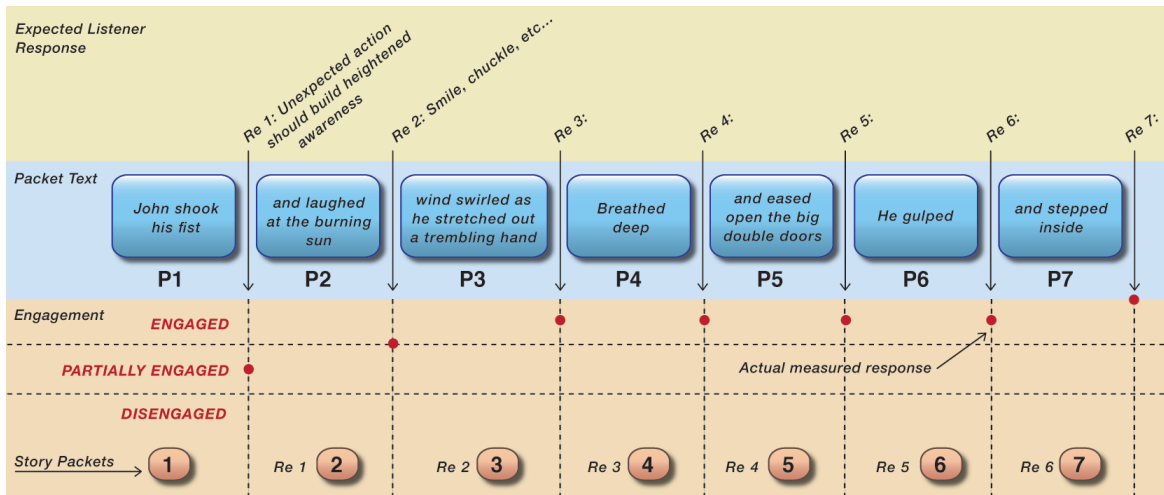 Expected Listener
Response
Re 1: Unexpected action
should build heightened
awareness
Re 2: Smile, chuckle, etc...
Re 3:
Re 4:
Re 5:
Re 6:
Re 7:
Packet Text
John shook
his fist
and laughed
at the burning
sun
wind swirled as
he stretched out
a trembling hand
Breathed
deep
and eased
open the big
double doors
He gulped
and stepped
inside
P1
P2
P3
P4
P5
P6
P7
Engagement
ENGAGED
PARTIALLY ENGAGED
DISENGAGED
Actual measured response
Story Packets
1
Re 1
2
Re 2
3
Re 3
4
Re 4
5
Re 5
6
Re 6
7